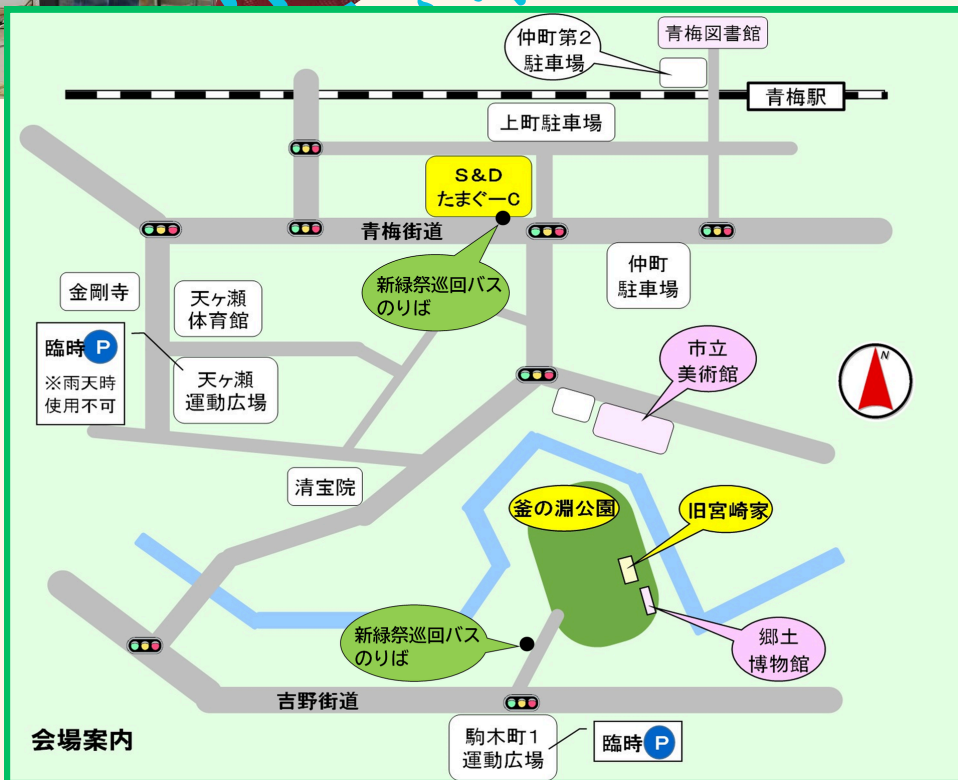 仲町第2
駐車場
青梅図書館
青梅駅
上町駐車場
S&D
たまぐーC
青梅街道
新緑祭巡回バス
のりば
仲町
駐車場
金剛寺
天ヶ瀬
体育館
臨時 P
※雨天時
使用不可
天ヶ瀬
運動広場
市立
美術館
N
清宝院
釜の淵公園
旧宮崎家
新緑祭巡回バス
のりば
郷土
博物館
吉野街道
会場案内
駒木町1
運動広場
臨時 P